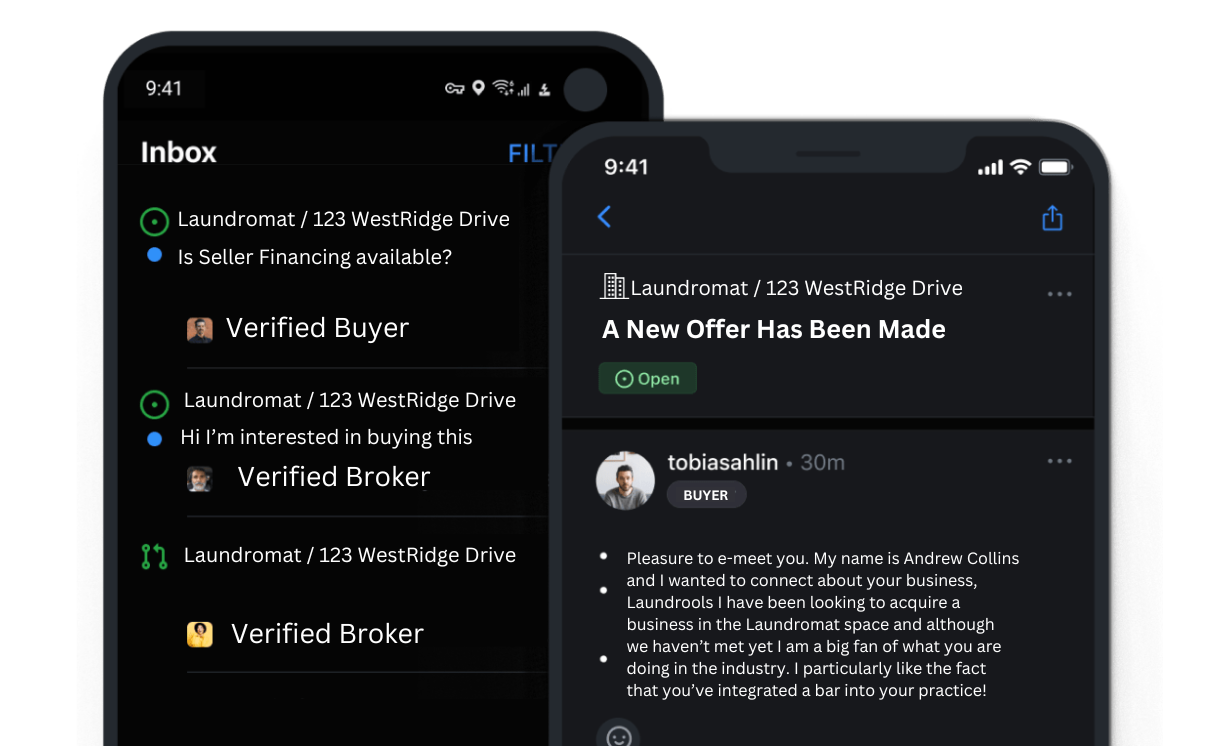 9:41
Inbox
FILT
Laundromat / 123 WestRidge Drive
Is Seller Financing available?
Verified Buyer
Laundromat / 123 WestRidge Drive
Hi I’m interested in buying this
Verified Broker
Laundromat / 123 WestRidge Drive
Verified Broker
9:41
Laundromat / 123 WestRidge Drive
A New Offer Has Been Made
Open
tobiasahlin • 30m
BUYER
Pleasure to e-meet you. My name is Andrew Collins
and I wanted to connect about your business,
Laundrools I have been looking to acquire a
business in the Laundromat space and although
we haven’t met yet I am a big fan of what you are
doing in the industry. I particularly like the fact
that you’ve integrated a bar into your practice!